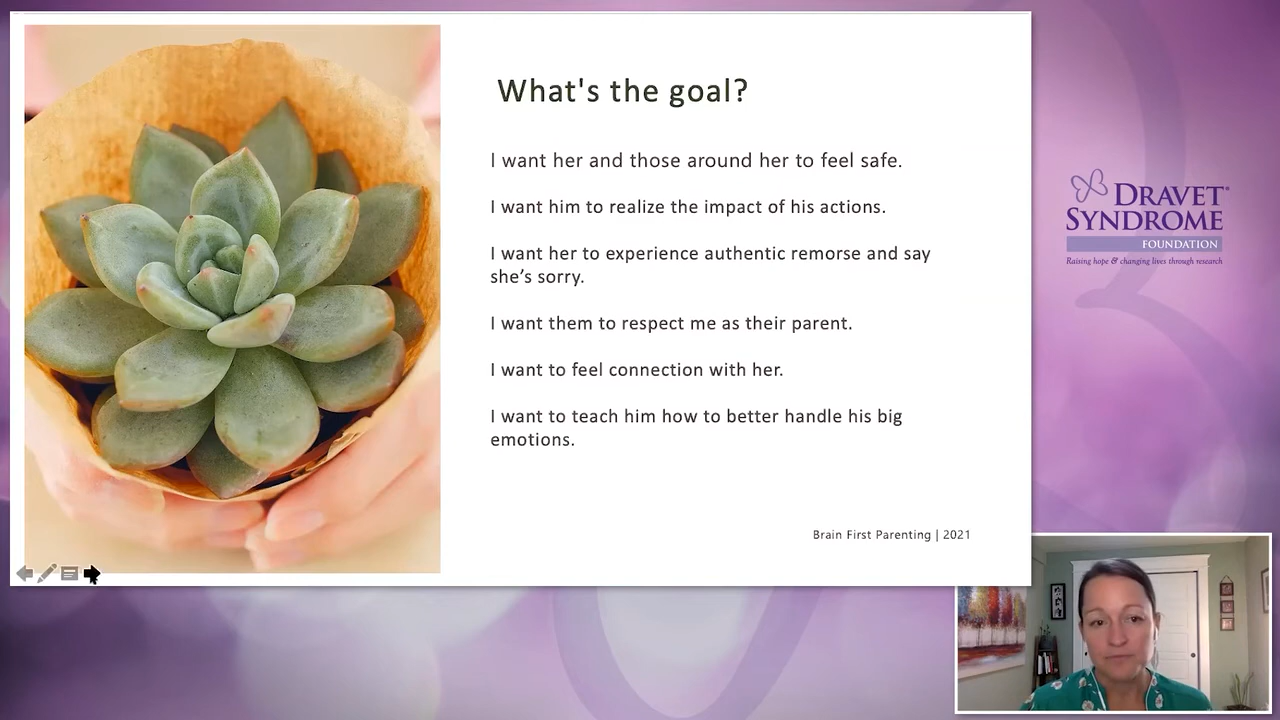 What's the goal?
I want her and those around her to feel safe.
I want him to realize the impact of his actions.
I want her to experience authentic remorse and say
she’s sorry.
I want them to respect me as their parent.
I want to feel connection with her.
I want to teach him how to better handle his big
emotions.
Brain First Parenting | 2021
DRAVET®
SYNDROME
FOUNDATION
Raising hope & changing lives through research